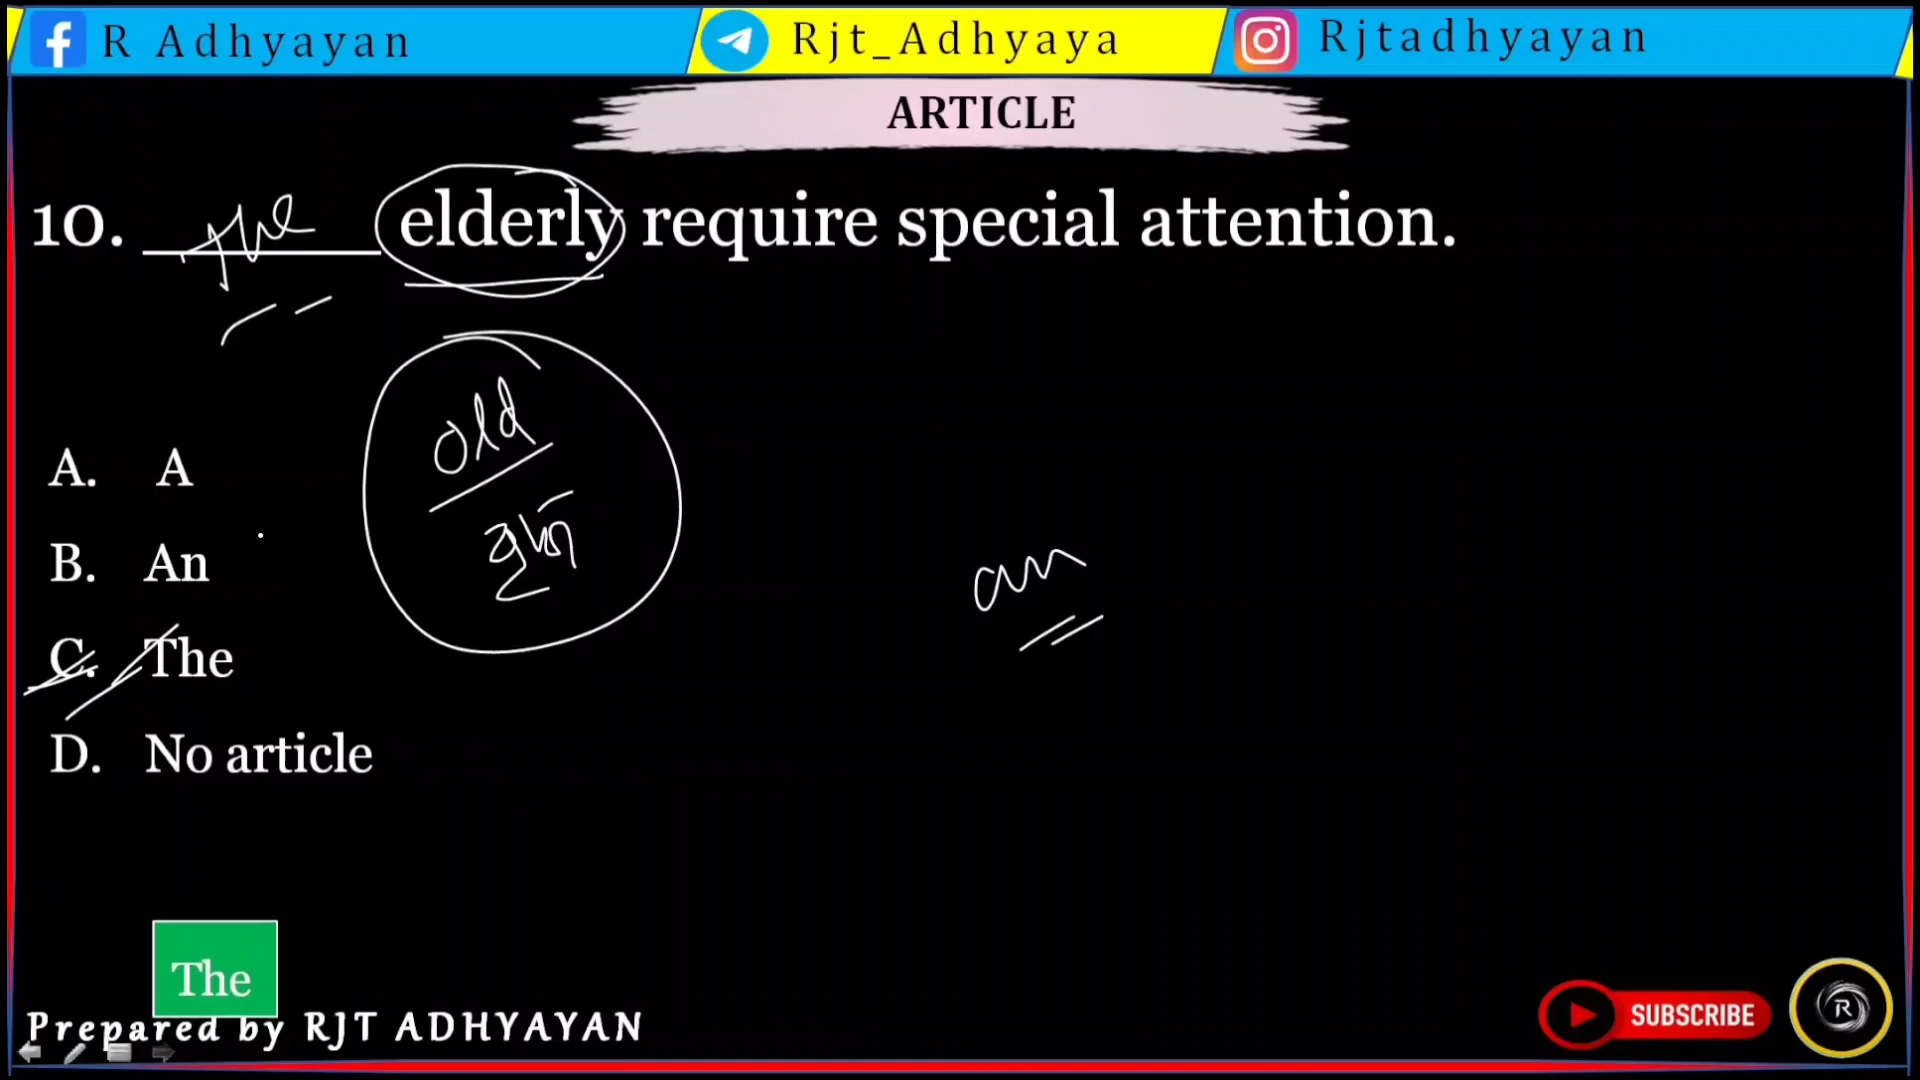 R Adhyayan Rjt_Adhyaya Rjtadhyayan
ARTICLE
10. the elderly require special attention.
old
A. A
B. An
an
C. The
D. No article
The
Prepared by RJT ADHYAYAN
SUBSCRIBE
R